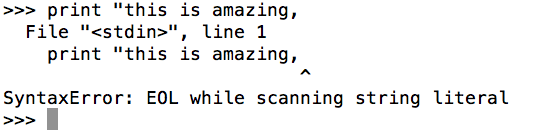 >>> print "this is amazing,
  File "<stdin>", line 1
    print "this is amazing,
                          ^
SyntaxError: EOL while scanning string literal
>>>